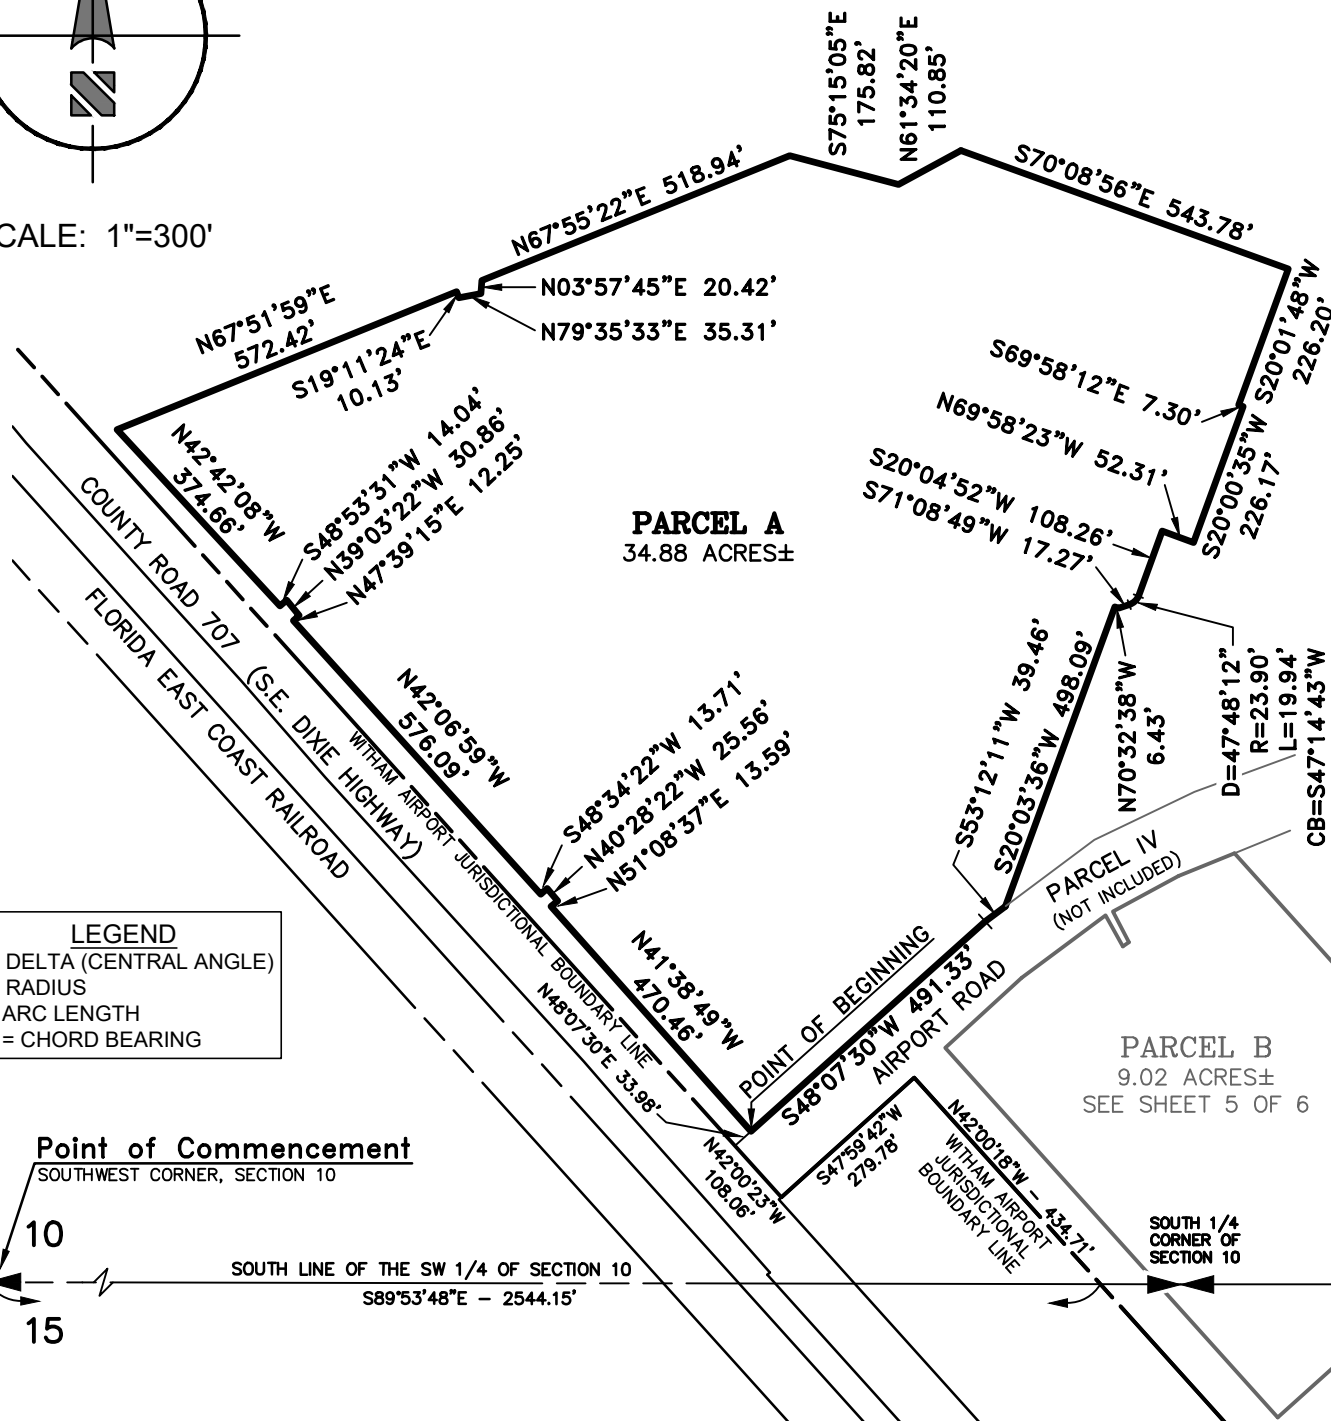 S75°15'05"E
175.82'
N61°34'20"E
110.85'
S70°08'56"E 543.78'
N67°55'22"E 518.94'
CALE: 1"=300'
N03°57'45"E 20.42'
N79°35'33"E 35.31'
N67°51'59"E
572.42'
S19°11'24"E
10.13'
S20°01'48"W
226.20'
S69°58'12"E 7.30'
N69°58'23"W 52.31'
S20°00'35"W
226.17'
S20°04'52"W 108.26'
S71°08'49"W 17.27'
N42°42'08"W
374.66'
S48°53'31"W 14.04'
N39°03'22"W 30.86'
N47°39'15"E 12.25'
PARCEL A
34.88 ACRES±
COUNTY ROAD 707 (S.E. DIXIE HIGHWAY)
FLORIDA EAST COAST RAILROAD
WITHAM AIRPORT JURISDICTIONAL BOUNDARY LINE
N42°06'59"W
576.09'
S48°34'22"W 13.71'
N40°28'22"W 25.56'
N51°08'37"E 13.59'
S53°12'11"W 39.46'
S20°03'36"W 498.09'
N70°32'38"W
6.43'
D=47°48'12"
R=23.90'
L=19.94'
CB=S47°14'43"W
PARCEL IV
(NOT INCLUDED)
LEGEND
DELTA (CENTRAL ANGLE)
RADIUS
ARC LENGTH
= CHORD BEARING
N41°38'49"W
470.46'
N48°07'30"E 33.98'
POINT OF BEGINNING
S48°07'30"W 491.33'
AIRPORT ROAD
PARCEL B
9.02 ACRES±
SEE SHEET 5 OF 6
N42°00'23"W
108.06'
S47°59'42"W
279.78'
N42°00'18"W – 434.71'
WITHAM AIRPORT
JURISDICTIONAL
BOUNDARY LINE
Point of Commencement
SOUTHWEST CORNER, SECTION 10
10
15
SOUTH LINE OF THE SW 1/4 OF SECTION 10
S89°53'48"E – 2544.15'
SOUTH 1/4
CORNER OF
SECTION 10